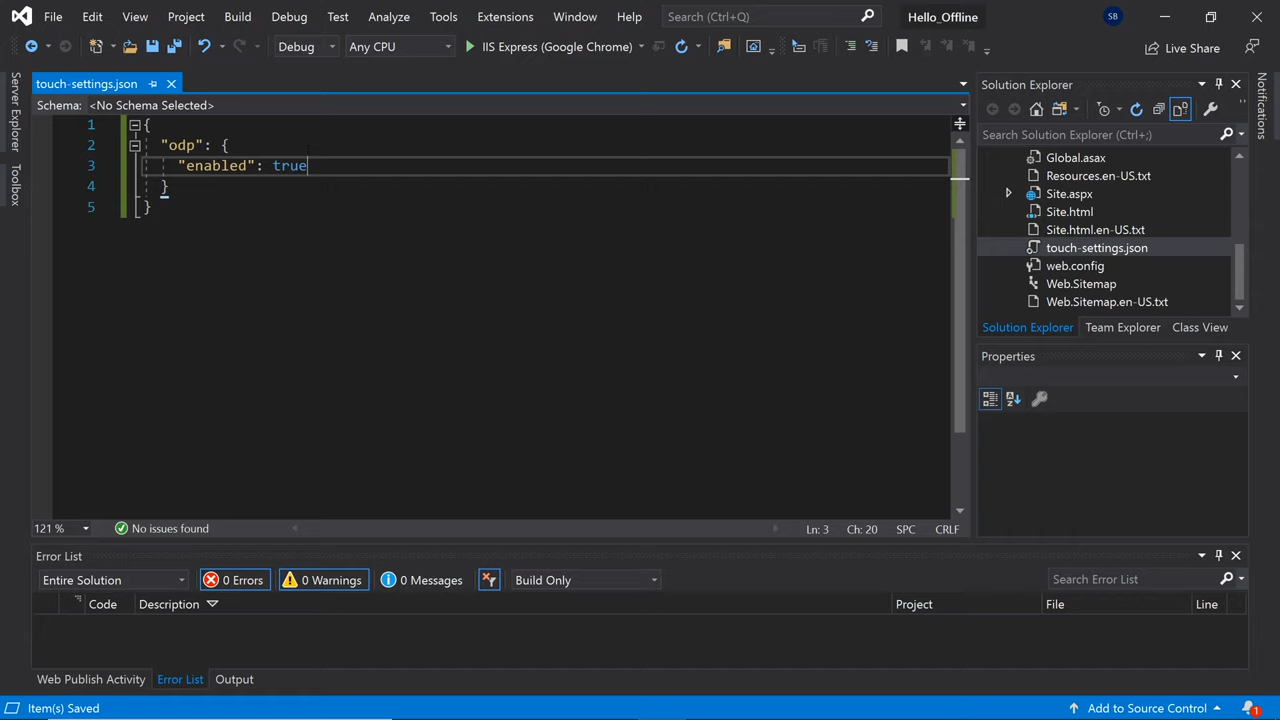 File Edit View Project Build Debug Test Analyze Tools Extensions Window Help Search (Ctrl+Q) Hello_Offline SB
Debug Any CPU IIS Express (Google Chrome) Live Share
Server Explorer
Toolbox
touch-settings.json
Schema: <No Schema Selected>
1 {
2 "odp": {
3 "enabled": true
4 }
5 }
121 % No issues found Ln: 3 Ch: 20 SPC CRLF
Solution Explorer
Search Solution Explorer (Ctrl+;)
Global.asax
Resources.en-US.txt
Site.aspx
Site.html
Site.html.en-US.txt
touch-settings.json
web.config
Web.Sitemap
Web.Sitemap.en-US.txt
Solution Explorer Team Explorer Class View
Properties
Notifications
Error List
Entire Solution 0 Errors 0 Warnings 0 Messages Build Only Search Error List
Code Description Project File Line
Web Publish Activity Error List Output
Item(s) Saved Add to Source Control 1